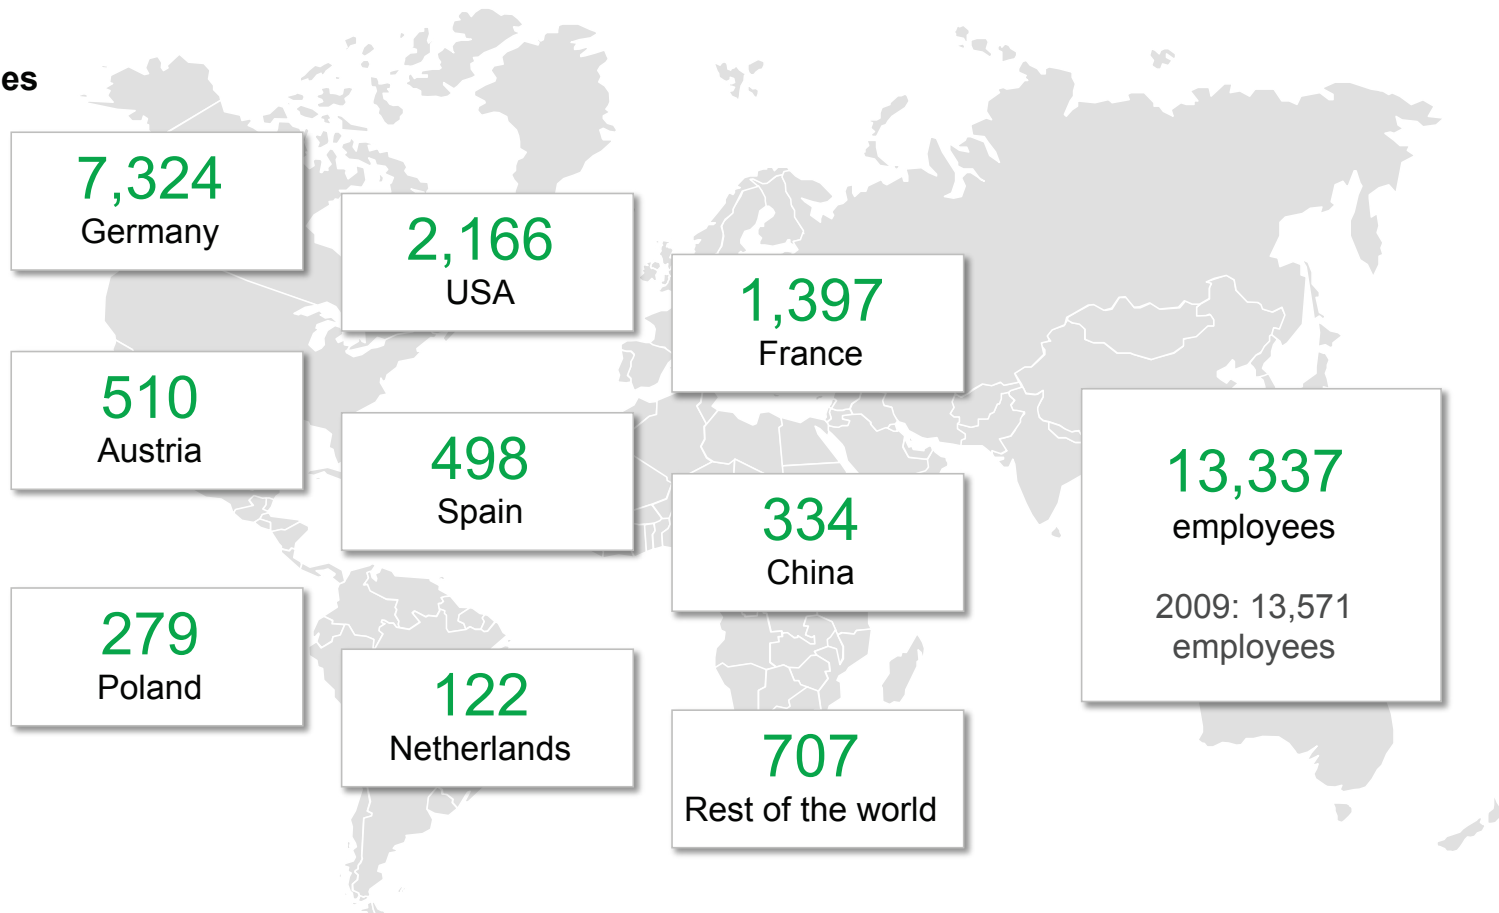 es
7,324
Germany
2,166
USA
1,397
France
510
Austria
498
Spain
334
China
13,337
employees
2009: 13,571
employees
279
Poland
122
Netherlands
707
Rest of the world